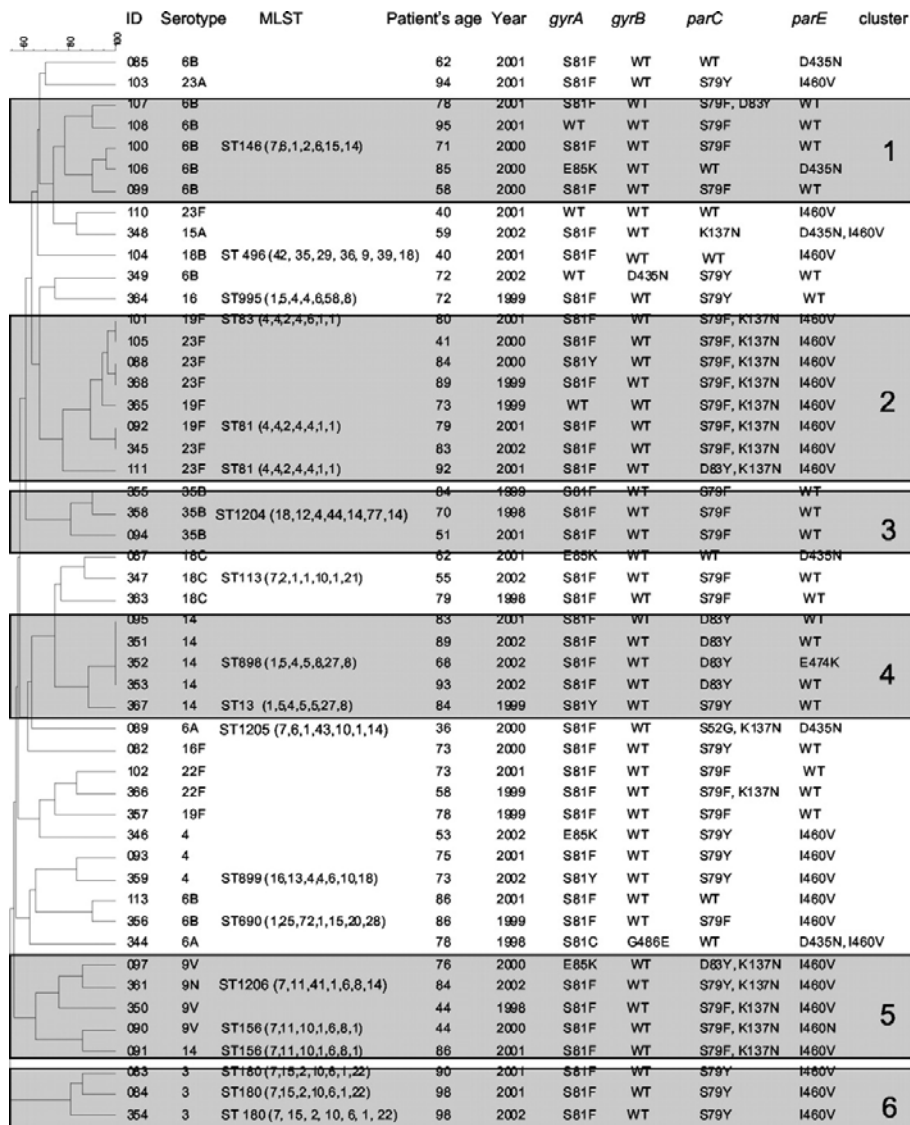 ID Serotype MLST Patient's age Year gyrA gyrB parC parE cluster
60 80 100
085 6B 62 2001 S81F WT WT D435N
103 23A 94 2001 S81F WT S79Y I460V
107 6B 78 2001 S81F WT S79F, D83Y WT
108 6B 95 2001 WT WT S79F WT
100 6B ST146 (7,6,1,2,6,15,14) 71 2000 S81F WT S79F WT 1
106 6B 85 2000 E85K WT WT D435N
099 6B 58 2000 S81F WT S79F WT
110 23F 40 2001 WT WT WT I460V
348 15A 59 2002 S81F WT K137N D435N, I460V
104 18B ST 496 (42, 35, 29, 36, 9, 39, 18) 40 2001 S81F WT WT I460V
349 6B 72 2002 WT D435N S79Y WT
364 16 ST995 (1,5,4,4,6,58,8) 72 1999 S81F WT S79Y WT
101 19F ST83 (4,4,2,4,6,1,1) 80 2001 S81F WT S79F, K137N I460V
105 23F 41 2000 S81F WT S79F, K137N I460V
088 23F 84 2000 S81Y WT S79F, K137N I460V
368 23F 89 1999 S81F WT S79F, K137N I460V
365 19F 73 1999 WT WT S79F, K137N I460V 2
092 19F ST81 (4,4,2,4,4,1,1) 79 2001 S81F WT S79F, K137N I460V
345 23F 83 2002 S81F WT S79F, K137N I460V
111 23F ST81 (4,4,2,4,4,1,1) 92 2001 S81F WT D83Y, K137N I460V
355 35B 84 1999 S81F WT S79F WT
358 35B ST1204 (18,12,4,44,14,77,14) 70 1998 S81F WT S79F WT 3
094 35B 51 2001 S81F WT S79F WT
087 18C 62 2001 E85K WT WT D435N
347 18C ST113 (7,2,1,1,10,1,21) 55 2002 S81F WT S79F WT
363 18C 79 1998 S81F WT S79F WT
095 14 83 2001 S81F WT D83Y WT
351 14 89 2002 S81F WT D83Y WT
352 14 ST898 (1,5,4,5,8,27,8) 68 2002 S81F WT D83Y E474K 4
353 14 93 2002 S81F WT D83Y WT
367 14 ST13 (1,5,4,5,5,27,8) 84 1999 S81Y WT S79Y WT
089 6A ST1205 (7,6,1,43,10,1,14) 36 2000 S81F WT S52G, K137N D435N
082 16F 73 2000 S81F WT S79Y WT
102 22F 73 2001 S81F WT S79F WT
366 22F 58 1999 S81F WT S79F, K137N WT
357 19F 78 1999 S81F WT S79F WT
346 4 53 2002 E85K WT S79Y I460V
093 4 75 2001 S81F WT S79Y I460V
359 4 ST899 (16,13,4,4,6,10,18) 73 2002 S81Y WT S79Y I460V
113 6B 86 2001 S81F WT WT I460V
356 6B ST690 (1,25,72,1,15,20,28) 86 1999 S81F WT S79F I460V
344 6A 78 1998 S81C G486E WT D435N, I460V
097 9V 76 2000 E85K WT D83Y, K137N I460V
361 9N ST1206 (7,11,41,1,6,8,14) 84 2002 S81F WT S79Y, K137N I460V
350 9V 44 1998 S81F WT S79F, K137N I460V 5
090 9V ST156 (7,11,10,1,6,8,1) 44 2000 S81F WT S79F, K137N I460N
091 14 ST156 (7,11,10,1,6,8,1) 86 2001 S81F WT S79F, K137N I460V
083 3 ST180 (7,15,2,10,6,1,22) 90 2001 S81F WT S79Y I460V
084 3 ST180 (7,15,2,10,6,1,22) 98 2001 S81F WT S79Y I460V
354 3 ST 180 (7, 15, 2, 10, 6, 1, 22) 98 2002 S81F WT S79Y I460V 6